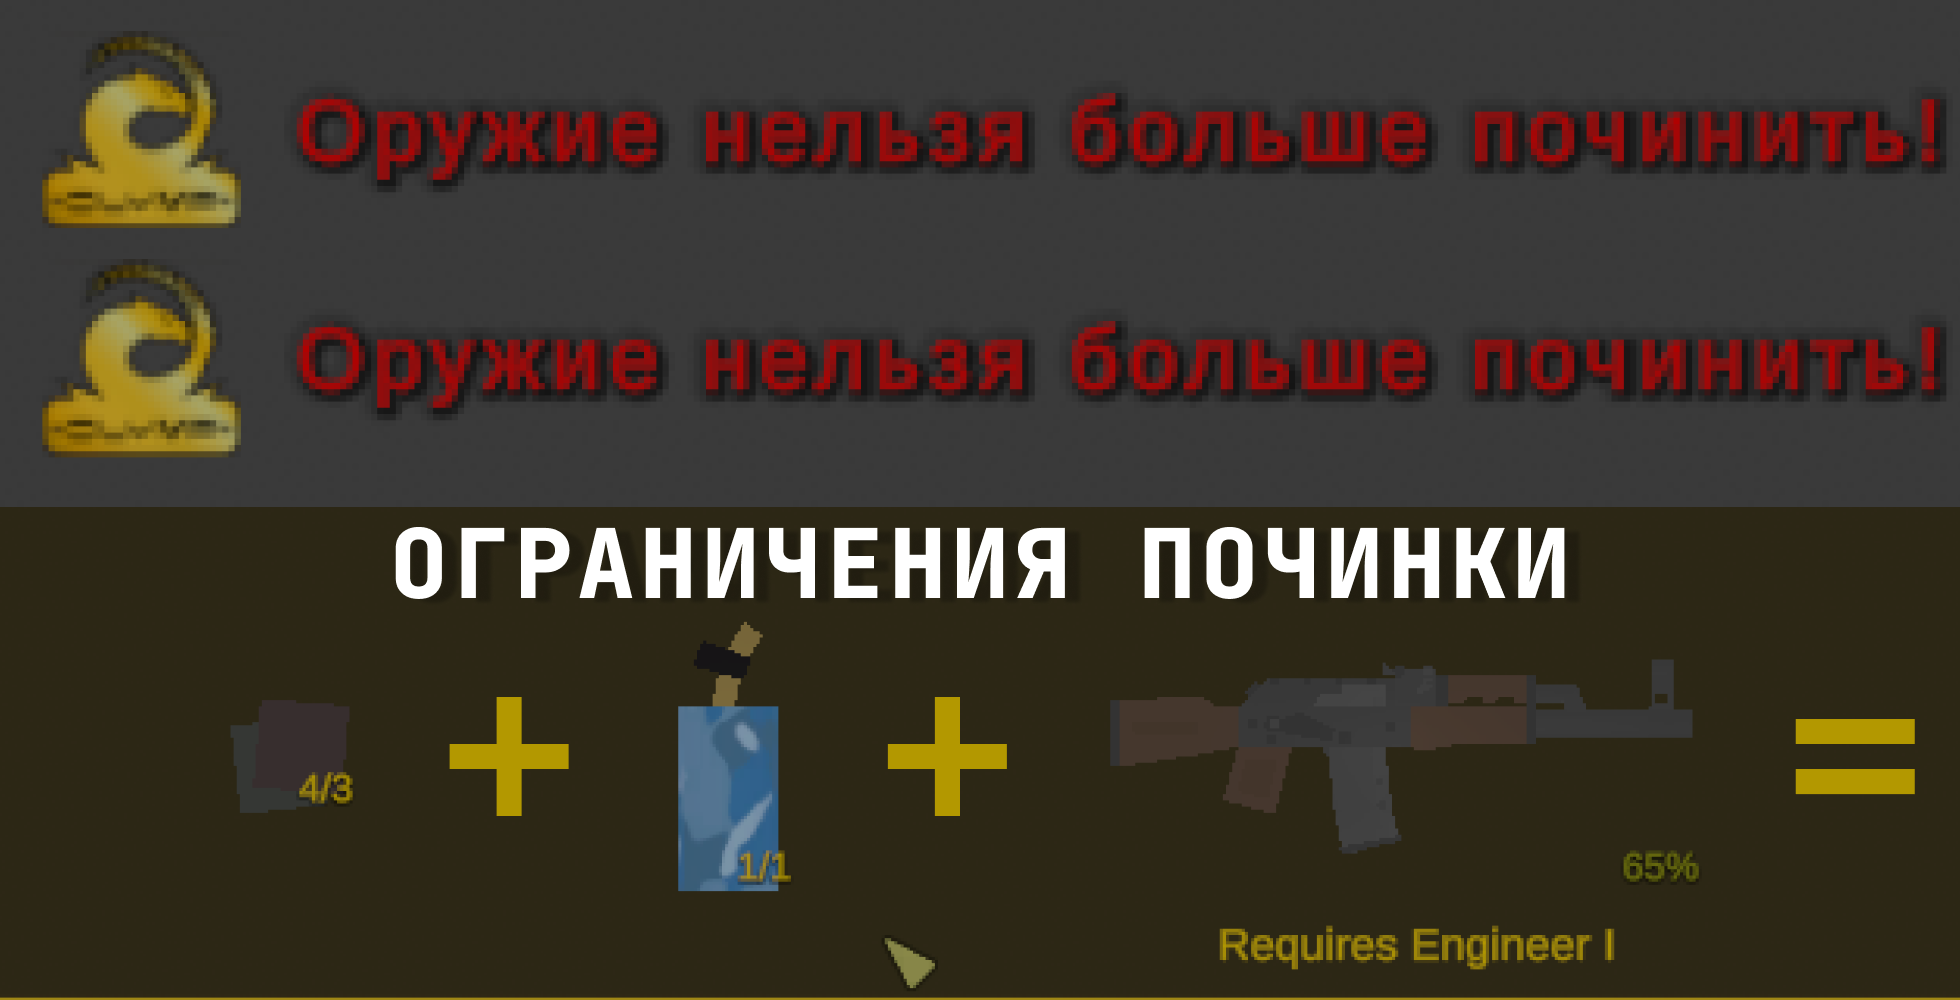 Оружие нельзя больше починить!
Оружие нельзя больше починить!
ОГРАНИЧЕНИЯ ПОЧИНКИ
4/3
1/1
65%
Requires Engineer I